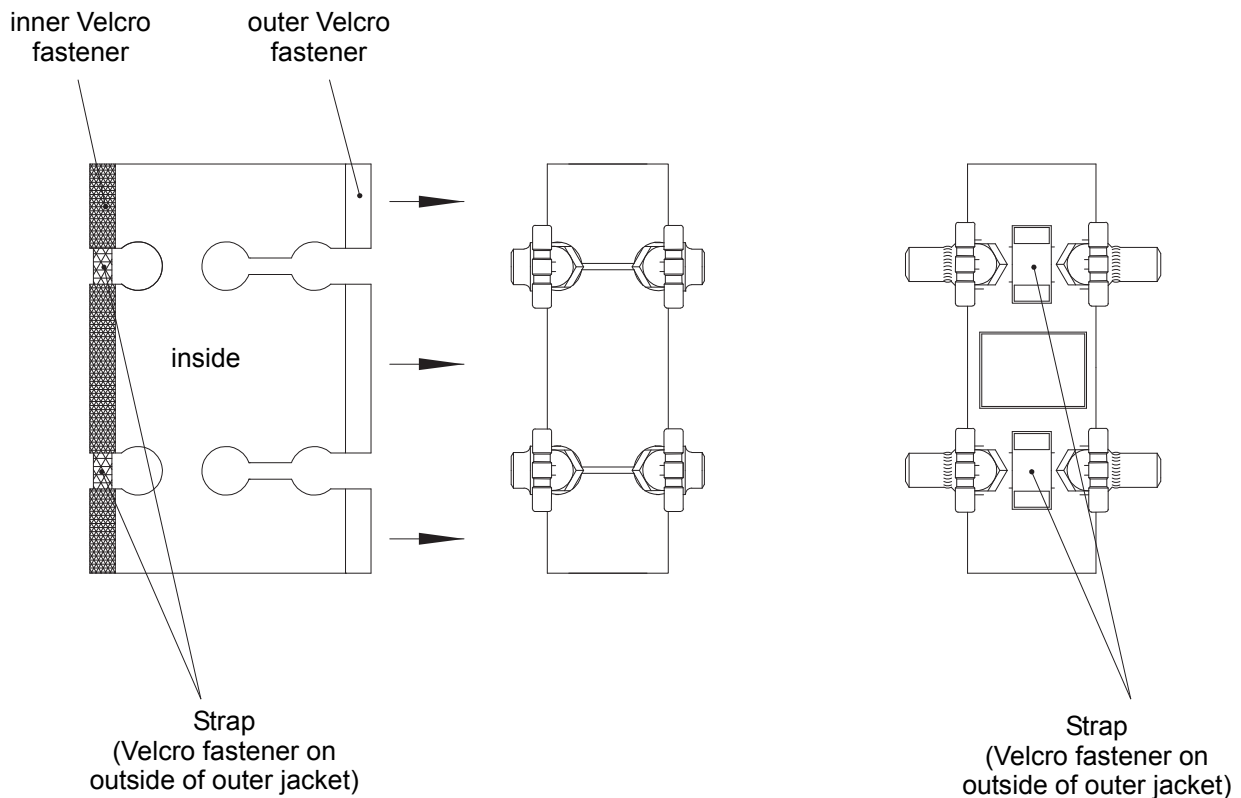 inner Velcro
fastener
outer Velcro
fastener
inside
Strap
(Velcro fastener on
outside of outer jacket)
Strap
(Velcro fastener on
outside of outer jacket)